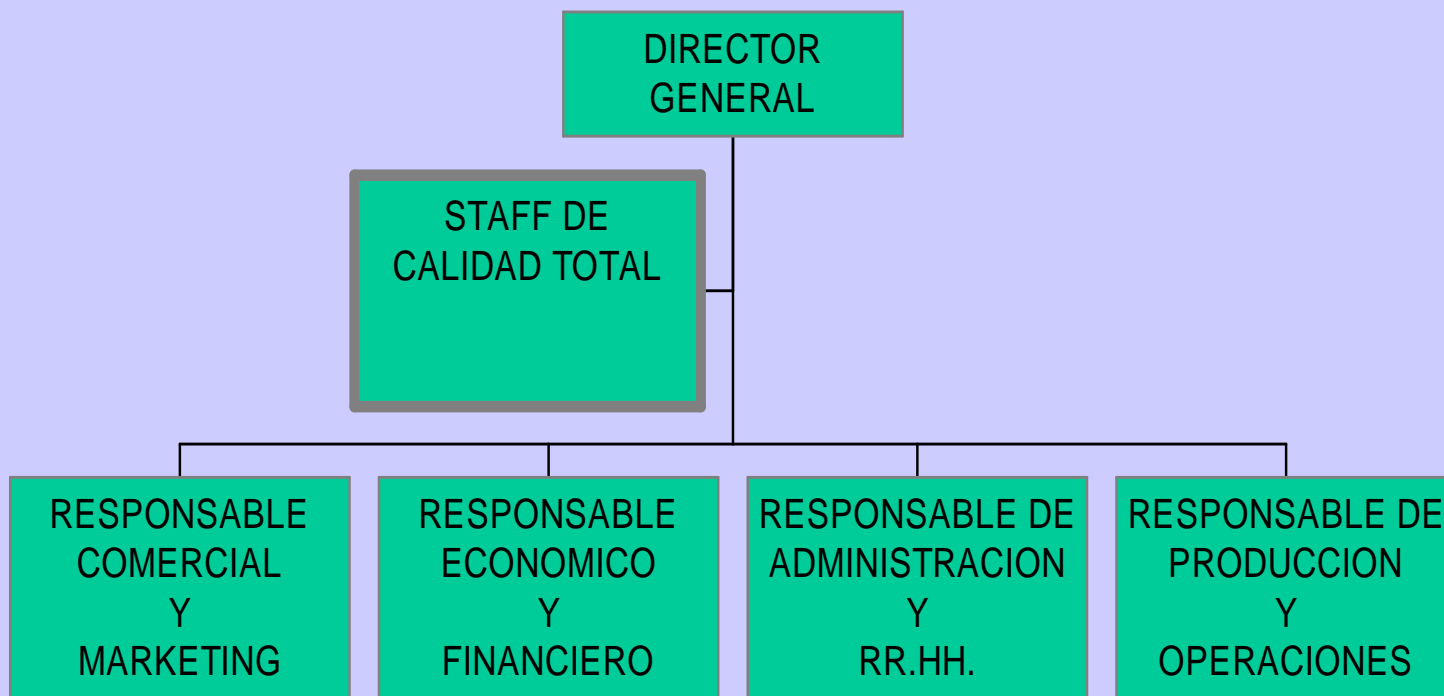 DIRECTOR
GENERAL
STAFF DE
CALIDAD TOTAL
RESPONSABLE
COMERCIAL
Y
MARKETING
RESPONSABLE
ECONOMICO
Y
FINANCIERO
RESPONSABLE DE
ADMINISTRACION
Y
RR.HH.
RESPONSABLE DE
PRODUCCION
Y
OPERACIONES